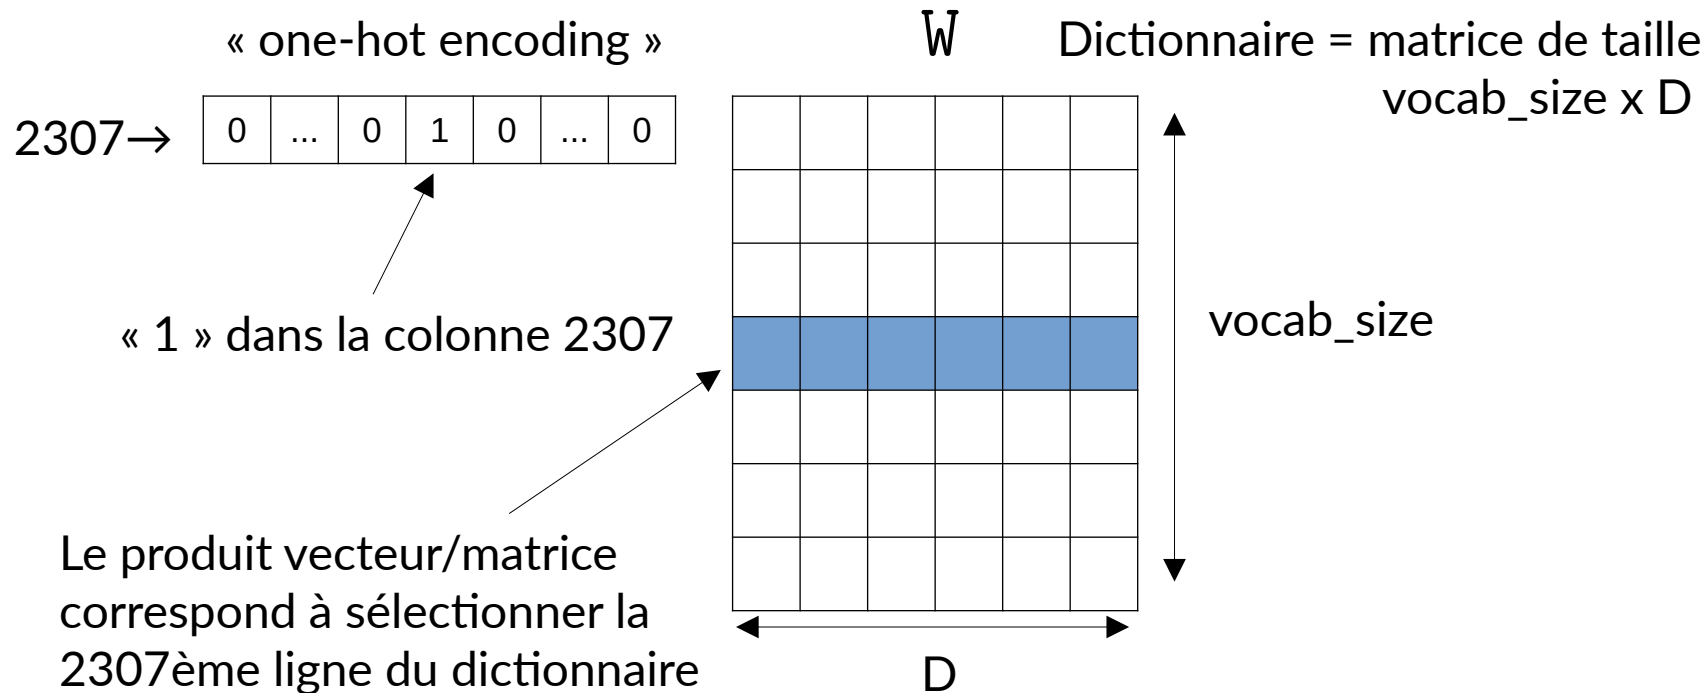 « one-hot encoding »
W
Dictionnaire = matrice de taille
vocab_size x D
2307→
0 ... 0 1 0 ... 0
« 1 » dans la colonne 2307
vocab_size
Le produit vecteur/matrice
correspond à sélectionner la
2307ème ligne du dictionnaire
D